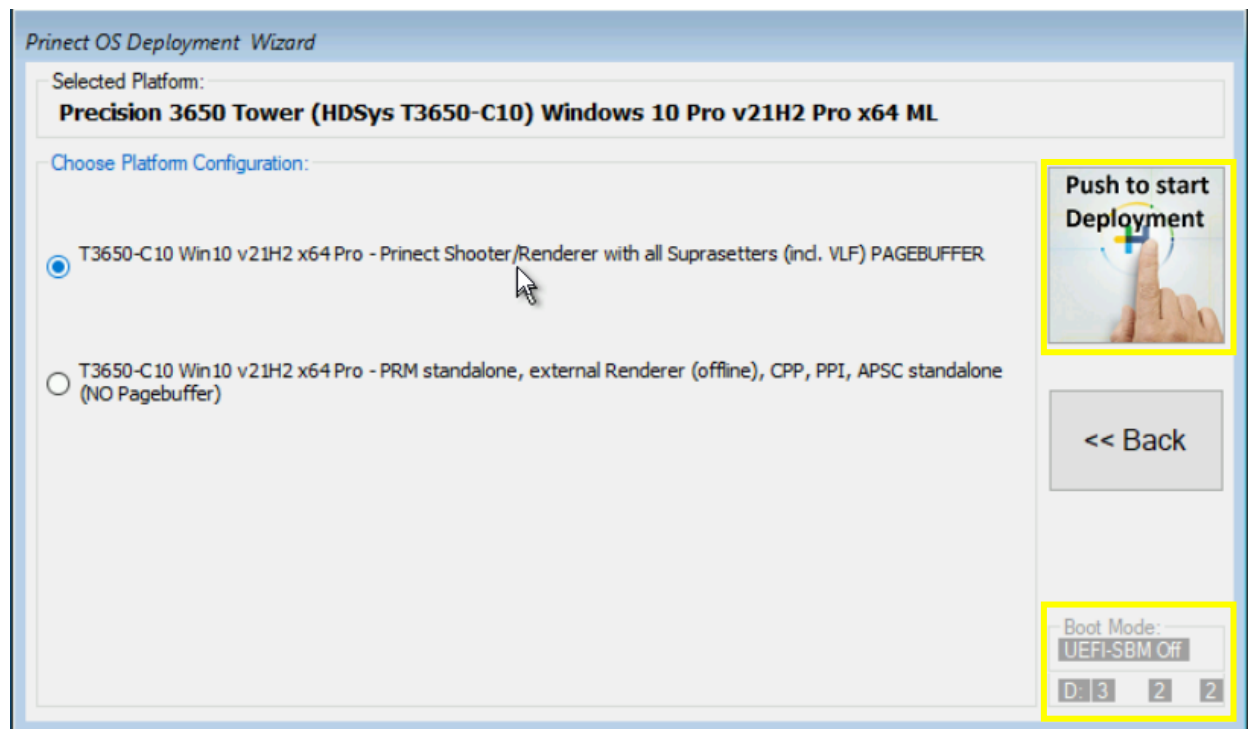 Prinect OS Deployment Wizard
Selected Platform:
Precision 3650 Tower (HDSys T3650-C10) Windows 10 Pro v21H2 Pro x64 ML
Choose Platform Configuration:
T3650-C10 Win10 v21H2 x64 Pro - Prinect Shooter/Renderer with all Suprasetters (incl. VLF) PAGEBUFFER
T3650-C10 Win10 v21H2 x64 Pro - PRM standalone, external Renderer (offline), CPP, PPI, APSC standalone
(NO Pagebuffer)
Push to start
Deployment
<< Back
Boot Mode:
UEFI-SBM Off
D: 3 2 2